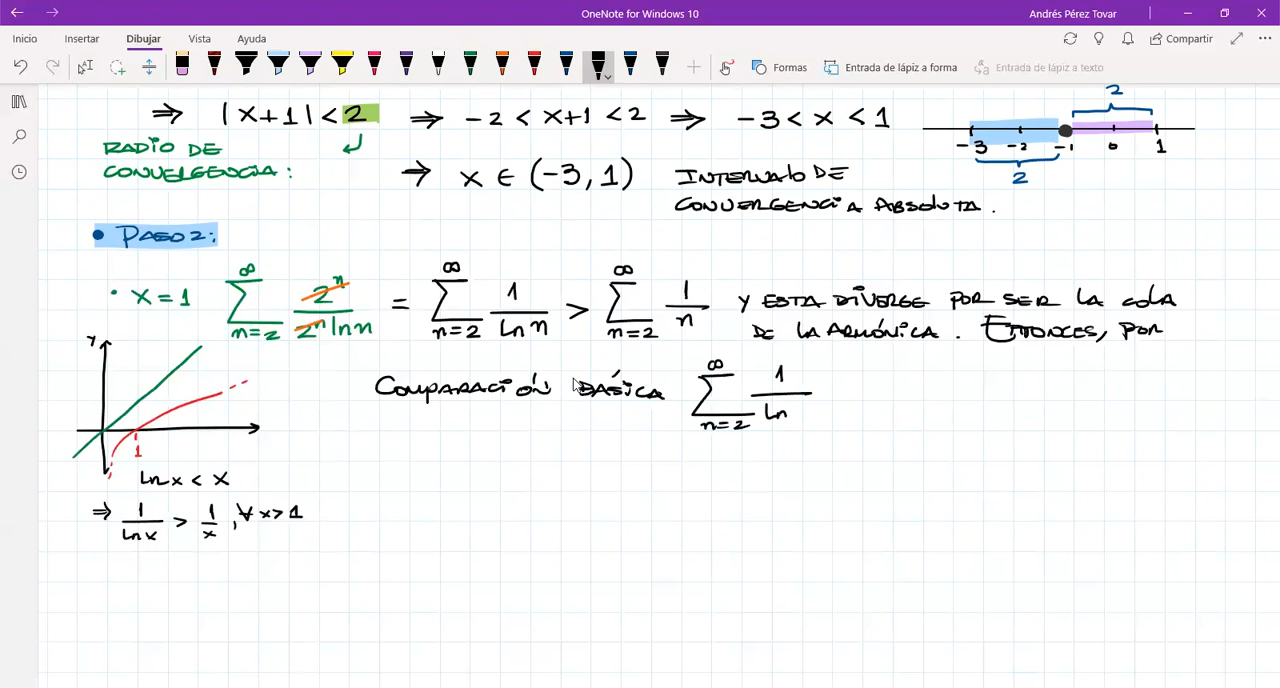 OneNote for Windows 10
Andrés Pérez Tovar
Inicio Insertar Dibujar Vista Ayuda
Compartir
Formas Entrada de lápiz a forma Entrada de lápiz a texto
⇒ |x+1| < 2 ⇒ -2 < x+1 < 2 ⇒ -3 < x < 1
2
-3 -2 -1 0 1
2
RADIO DE
CONVERGENCIA:
⇒ x ∈ (-3, 1) INTERVALO DE
CONVERGENCIA ABSOLUTA.
• PASO 2:
• x = 1 ∑_{n=2}^{∞} 2^n / (2^n ln n) = ∑_{n=2}^{∞} 1 / ln n > ∑_{n=2}^{∞} 1/n Y ESTA DIVERGE POR SER LA COLA
DE LA ARMÓNICA. ENTONCES, POR
COMPARACIÓN BÁSICA ∑_{n=2}^{∞} 1 / ln
Y
1
ln x < x
⇒ 1 / ln x > 1/x, ∀ x > 1